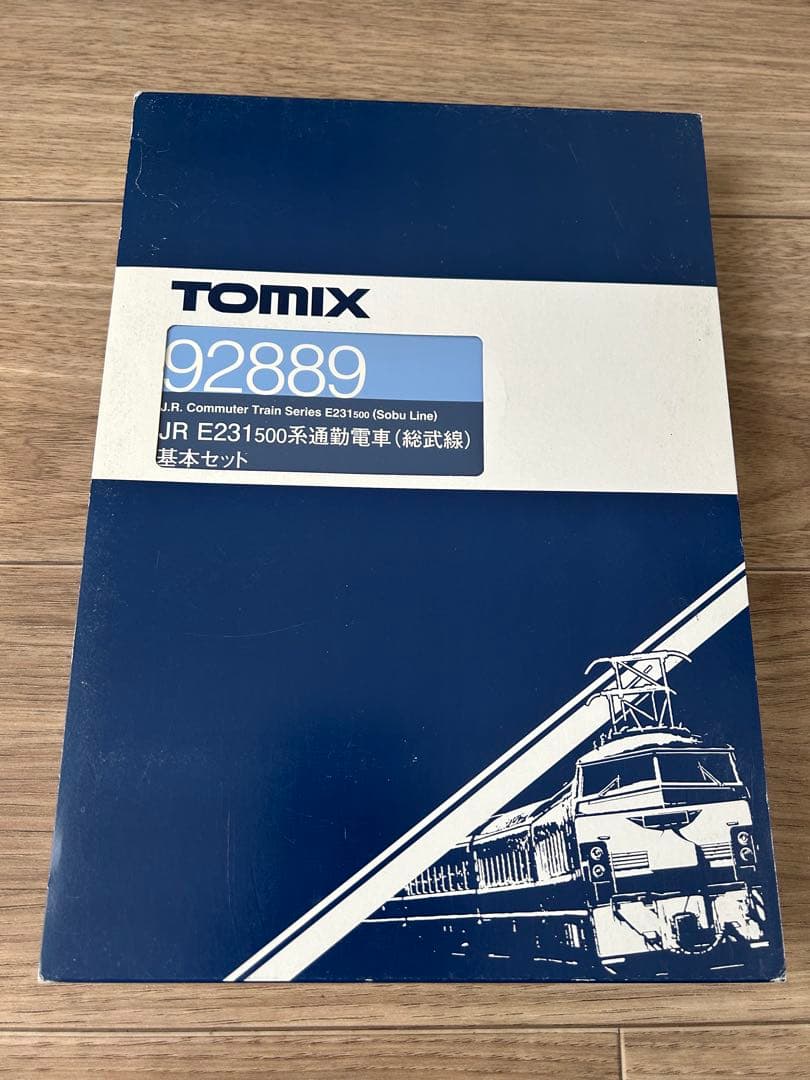 TOMIX
92889
J.R. Commuter Train Series E231500 (Sobu Line)
JR E231500系通勤電車(総武線)
基本セット